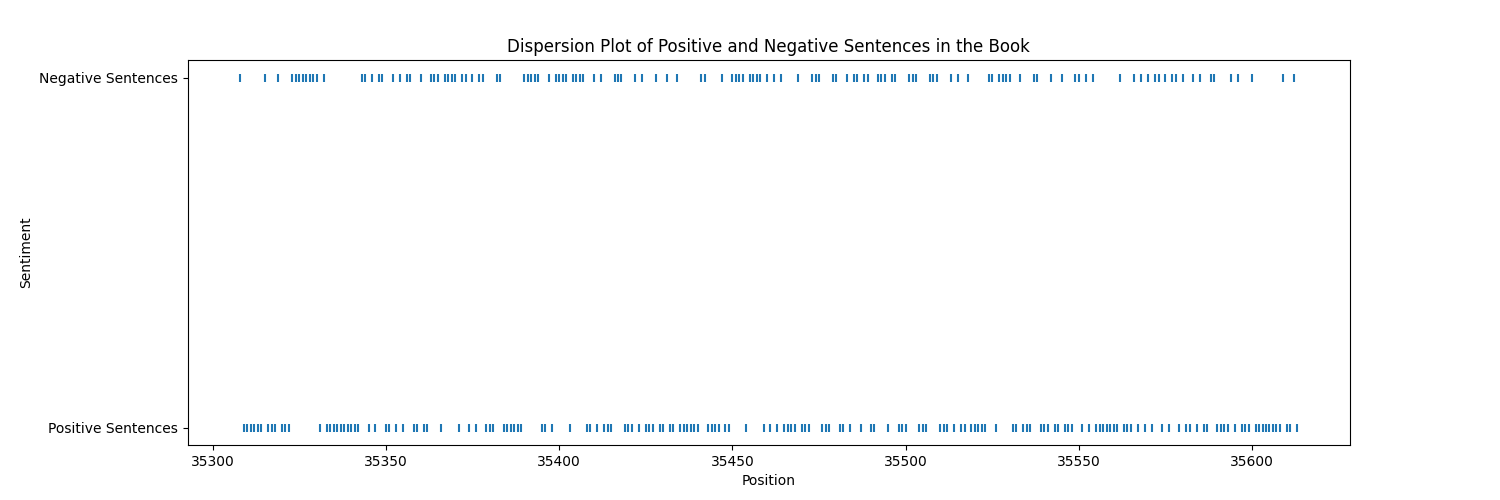 Dispersion Plot of Positive and Negative Sentences in the Book
Negative Sentences
Sentiment
Positive Sentences
35300 35350 35400 35450 35500 35550 35600
Position